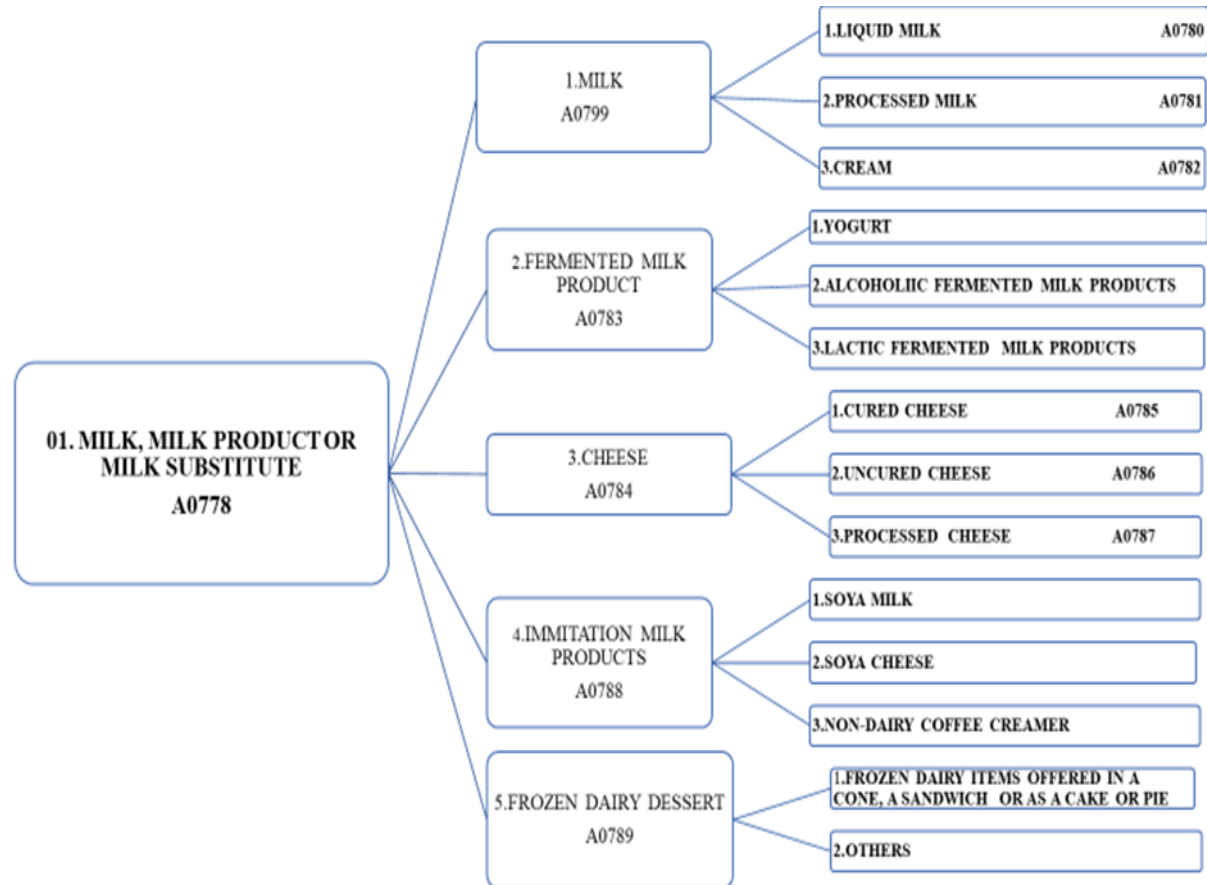 01. MILK, MILK PRODUCT OR
MILK SUBSTITUTE
A0778
1.MILK
A0799
1.LIQUID MILK A0780
2.PROCESSED MILK A0781
3.CREAM A0782
2.FERMENTED MILK
PRODUCT
A0783
1.YOGURT
2.ALCOHOLIIC FERMENTED MILK PRODUCTS
3.LACTIC FERMENTED MILK PRODUCTS
3.CHEESE
A0784
1.CURED CHEESE A0785
2.UNCURED CHEESE A0786
3.PROCESSED CHEESE A0787
4.IMMITATION MILK
PRODUCTS
A0788
1.SOYA MILK
2.SOYA CHEESE
3.NON-DAIRY COFFEE CREAMER
5.FROZEN DAIRY DESSERT
A0789
1.FROZEN DAIRY ITEMS OFFERED IN A
CONE, A SANDWICH OR AS A CAKE OR PIE
2.OTHERS